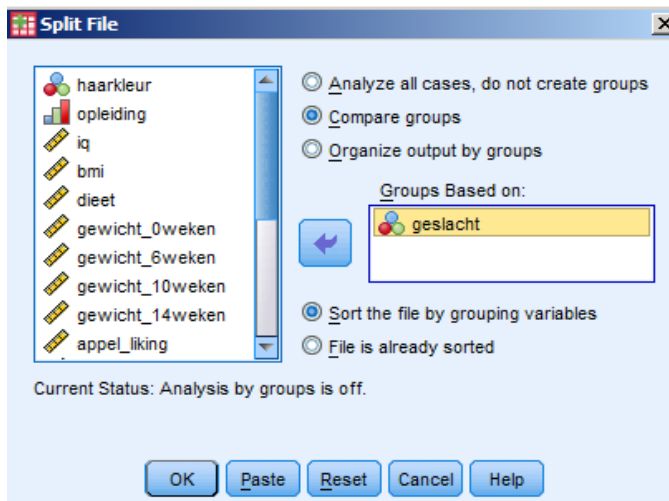 Split File
haarkleur
opleiding
iq
bmi
dieet
gewicht_0weken
gewicht_6weken
gewicht_10weken
gewicht_14weken
appel_liking
Analyze all cases, do not create groups
Compare groups
Organize output by groups
Groups Based on:
geslacht
Sort the file by grouping variables
File is already sorted
Current Status: Analysis by groups is off.
OK Paste Reset Cancel Help